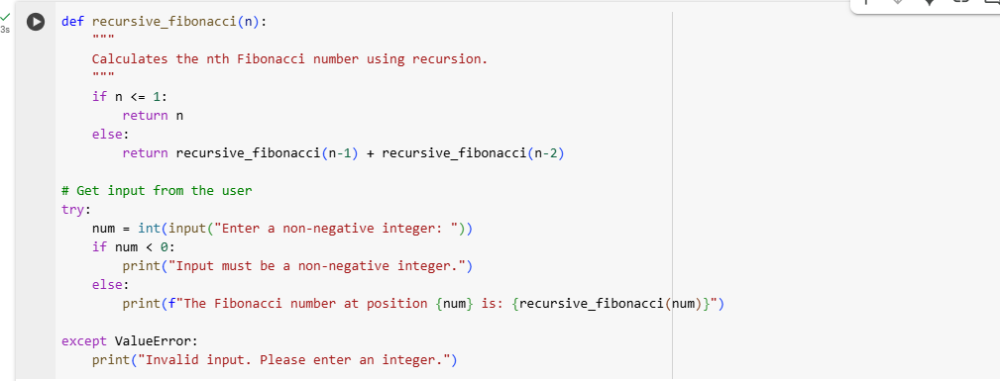 3s
def recursive_fibonacci(n):
    """
    Calculates the nth Fibonacci number using recursion.
    """
    if n <= 1:
        return n
    else:
        return recursive_fibonacci(n-1) + recursive_fibonacci(n-2)

# Get input from the user
try:
    num = int(input("Enter a non-negative integer: "))
    if num < 0:
        print("Input must be a non-negative integer.")
    else:
        print(f"The Fibonacci number at position {num} is: {recursive_fibonacci(num)}")

except ValueError:
    print("Invalid input. Please enter an integer.")